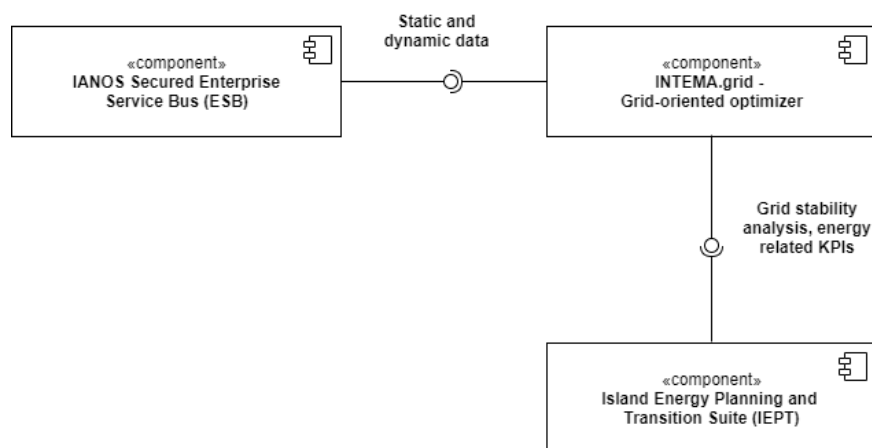 Static and
dynamic data
«component»
IANOS Secured Enterprise
Service Bus (ESB)
«component»
INTEMA.grid -
Grid-oriented optimizer
Grid stability
analysis, energy
related KPIs
«component»
Island Energy Planning and
Transition Suite (IEPT)